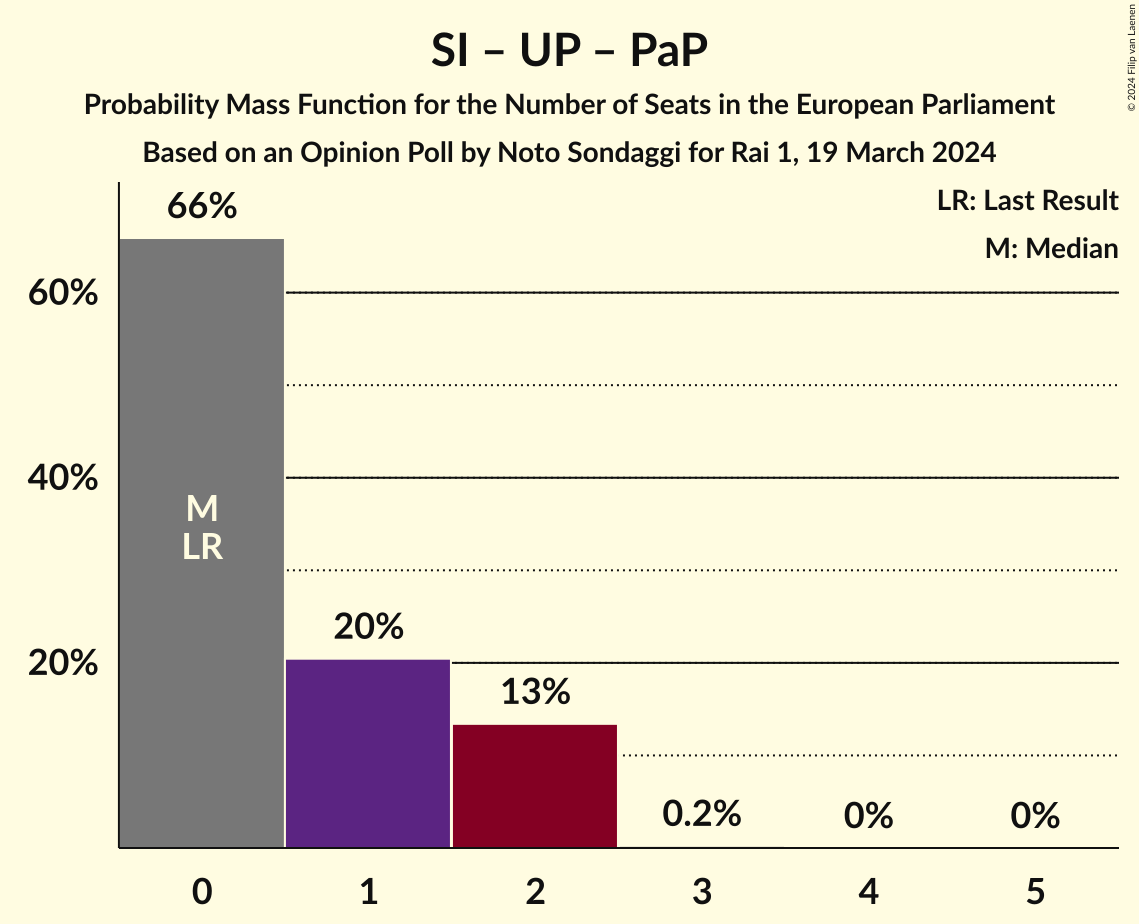 SI – UP – PaP
Probability Mass Function for the Number of Seats in the European Parliament
Based on an Opinion Poll by Noto Sondaggi for Rai 1, 19 March 2024
© 2024 Filip van Laenen
LR: Last Result
M: Median
66%
60%
40%
M
LR
20%
20%
13%
0.2%
0%
0%
0
1
2
3
4
5